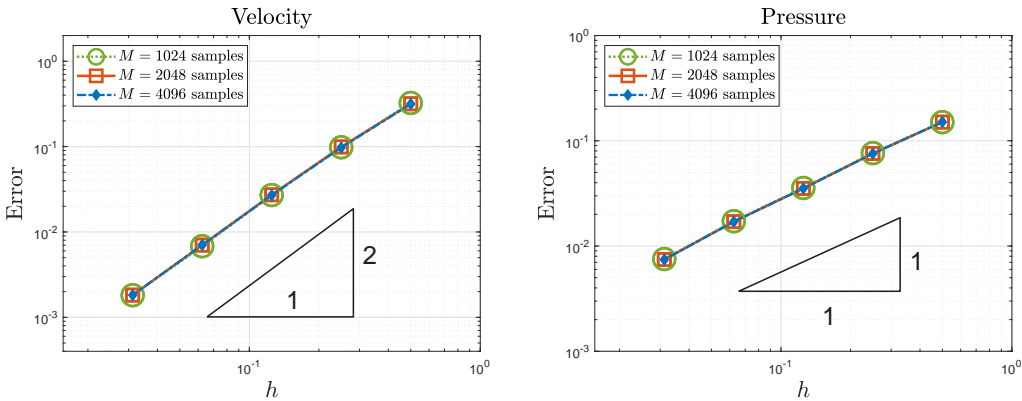 Velocity
M = 1024 samples
M = 2048 samples
M = 4096 samples
10^0
10^-1
10^-2
10^-3
Error
2
1
10^-1
10^0
h
Pressure
M = 1024 samples
M = 2048 samples
M = 4096 samples
10^0
10^-1
10^-2
10^-3
Error
1
1
10^-1
10^0
h